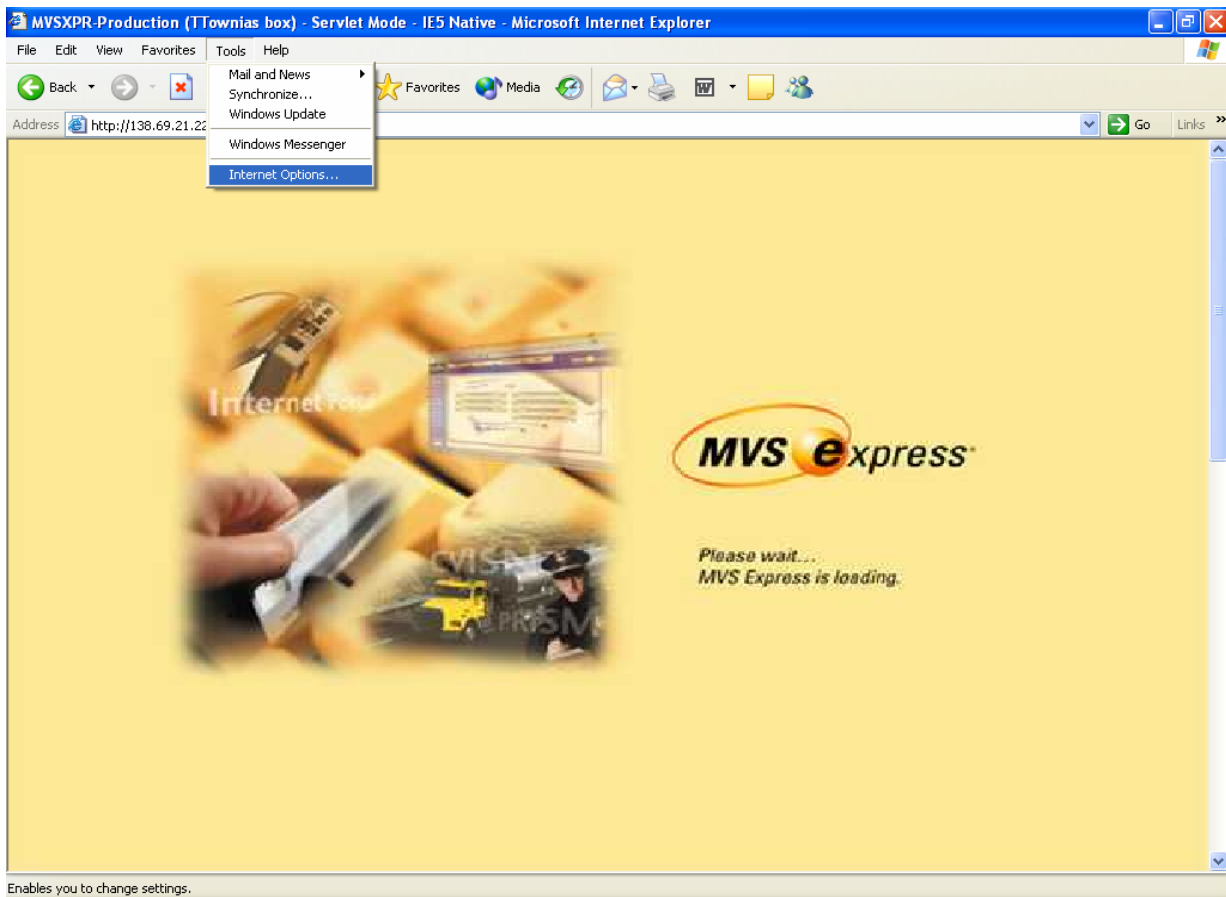 MVSXPR-Production (TTownias box) - Servlet Mode - IE5 Native - Microsoft Internet Explorer
File Edit View Favorites Tools Help
Back Favorites Media
Address http://138.69.21.22 Go Links »
Mail and News
Synchronize...
Windows Update
Windows Messenger
Internet Options...
Internet
CVISN
PRISM
MVS express
Please wait...
MVS Express is loading.
Enables you to change settings.